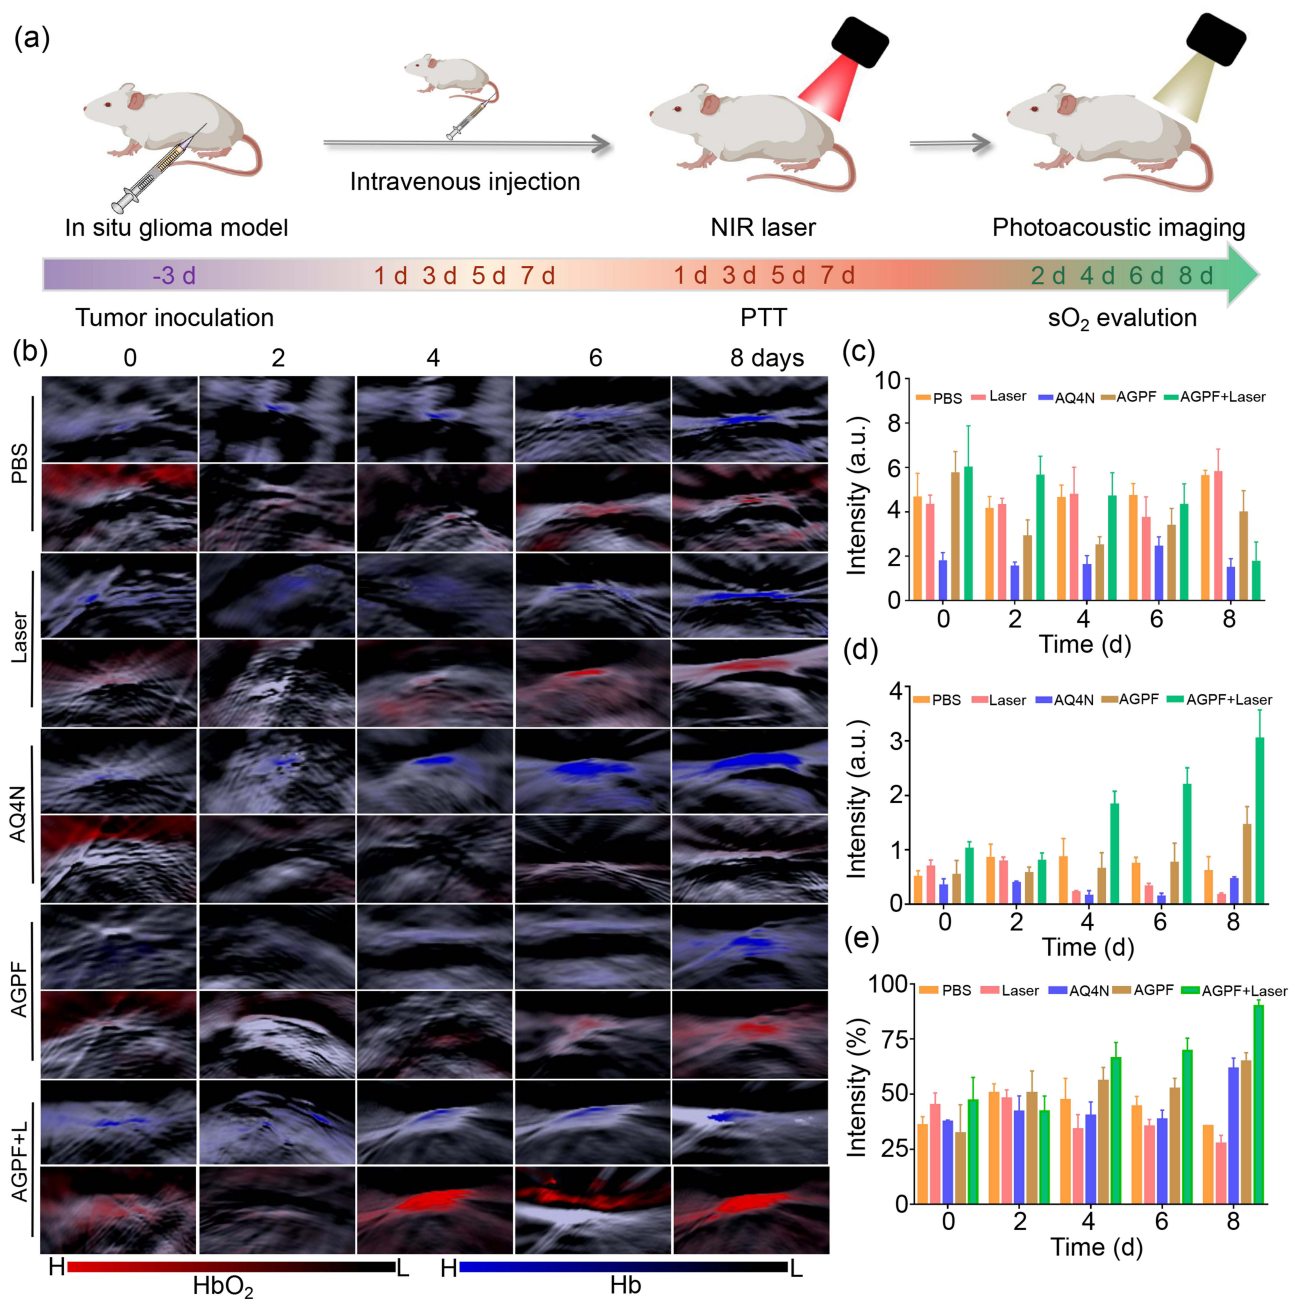 (a)
Intravenous injection
In situ glioma model
NIR laser
Photoacoustic imaging
-3 d
1 d 3 d 5 d 7 d
1 d 3 d 5 d 7 d
2 d 4 d 6 d 8 d
Tumor inoculation
PTT
sO₂ evalution
(b)
0 2 4 6 8 days
PBS
Laser
AQ4N
AGPF
AGPF+L
H L
HbO₂
H L
Hb
(c)
10
8
6
4
2
0
Intensity (a.u.)
PBS Laser AQ4N AGPF AGPF+Laser
0 2 4 6 8
Time (d)
(d)
4
3
2
1
0
Intensity (a.u.)
PBS Laser AQ4N AGPF AGPF+Laser
0 2 4 6 8
Time (d)
(e)
100
75
50
25
0
Intensity (%)
PBS Laser AQ4N AGPF AGPF+Laser
0 2 4 6 8
Time (d)